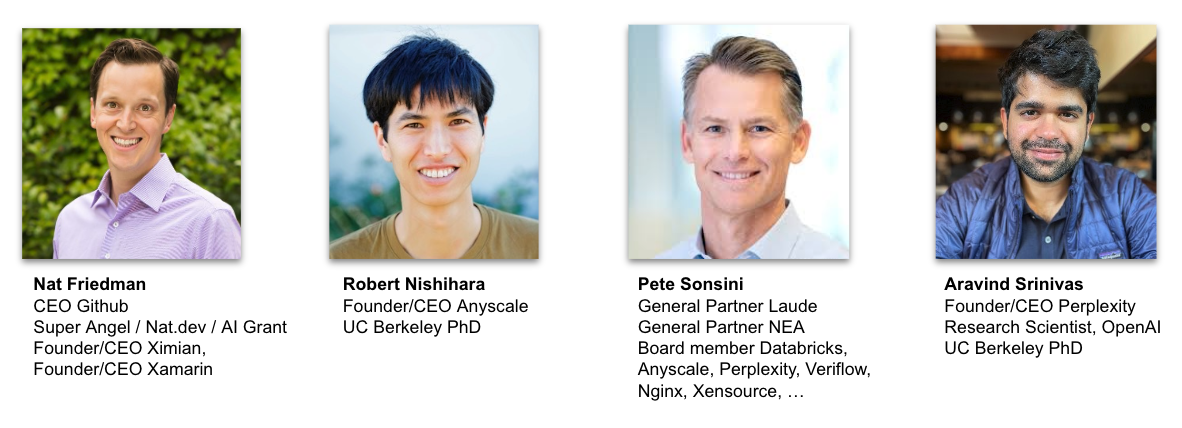 Nat Friedman
CEO Github
Super Angel / Nat.dev / AI Grant
Founder/CEO Ximian,
Founder/CEO Xamarin
Robert Nishihara
Founder/CEO Anyscale
UC Berkeley PhD
Pete Sonsini
General Partner Laude
General Partner NEA
Board member Databricks,
Anyscale, Perplexity, Veriflow,
Nginx, Xensource, …
Aravind Srinivas
Founder/CEO Perplexity
Research Scientist, OpenAI
UC Berkeley PhD